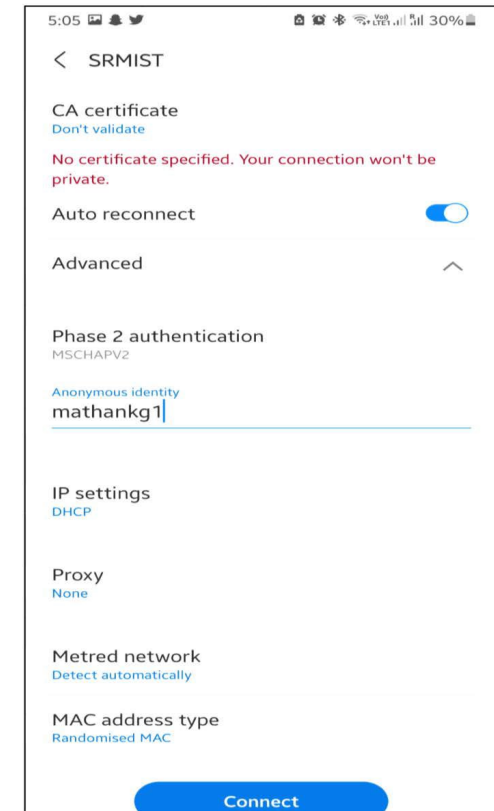 5:05 30%
SRMIST
CA certificate
Don't validate
No certificate specified. Your connection won't be
private.
Auto reconnect
Advanced
Phase 2 authentication
MSCHAPV2
Anonymous identity
mathankg1
IP settings
DHCP
Proxy
None
Metred network
Detect automatically
MAC address type
Randomised MAC
Connect